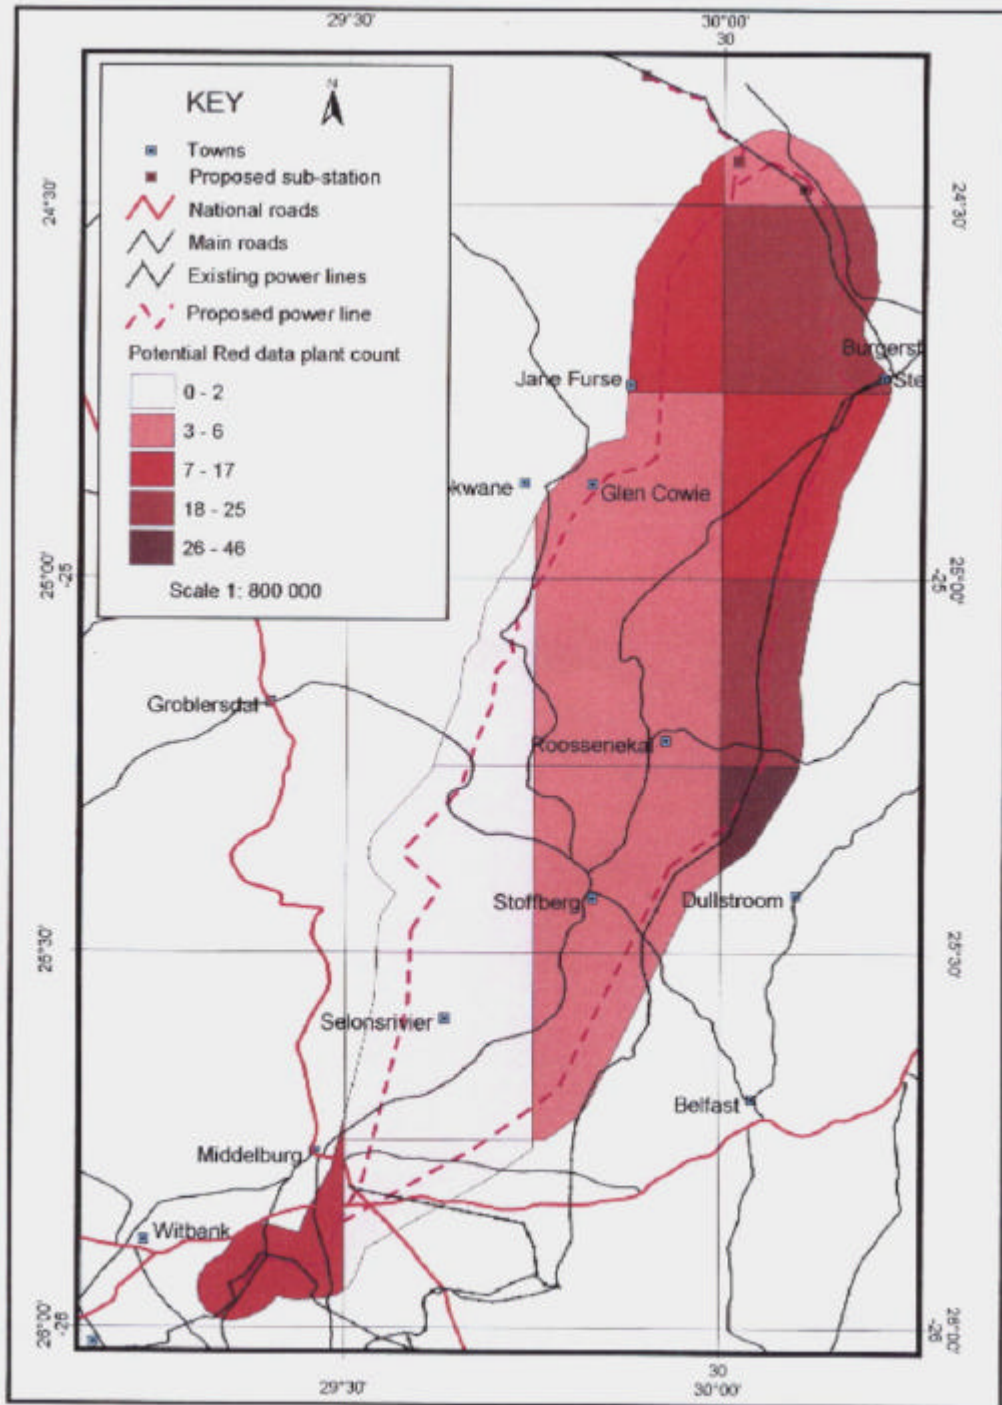 29°30'
30°00'
30
KEY
N
Towns
Proposed sub-station
National roads
Main roads
Existing power lines
Proposed power line
Potential Red data plant count
0 - 2
3 - 6
7 - 17
18 - 25
26 - 46
Scale 1: 800 000
24°30'
24°30'
Burgersf
Jane Furse
Ste
kwane
Glen Cowie
25°00'
-25
25°00'
-25
Groblersdal
Roossenekal
Stoffberg
Dullstroom
25°30'
25°30'
Selonsrivier
Belfast
Middelburg
Witbank
26°00'
-26
26°00'
-26
29°30'
30
30°00'